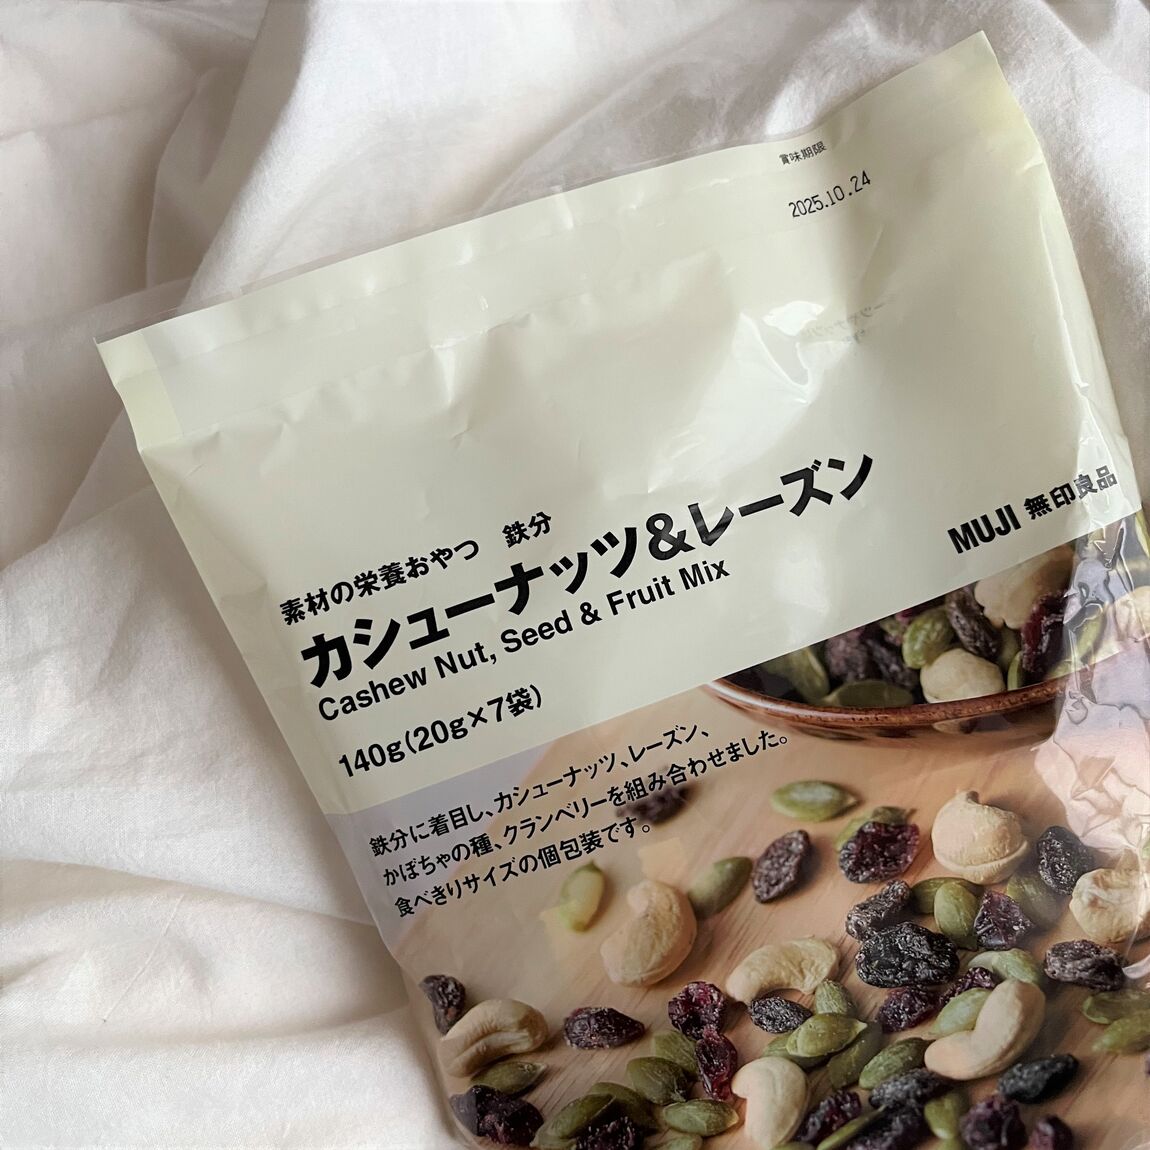 賞味期限
2025.10.24
素材の栄養おやつ 鉄分
カシューナッツ&レーズン
Cashew Nut, Seed & Fruit Mix
140g(20g×7袋)
MUJI 無印良品
鉄分に着目し、カシューナッツ、レーズン、
かぼちゃの種、クランベリーを組み合わせました。
食べきりサイズの個包装です。